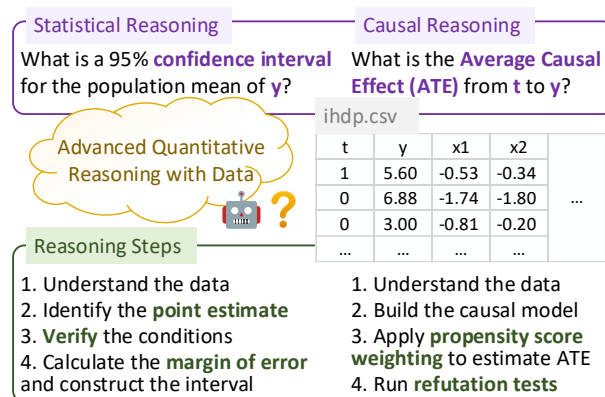 Statistical Reasoning
What is a 95% confidence interval
for the population mean of y?
Causal Reasoning
What is the Average Causal
Effect (ATE) from t to y?
Advanced Quantitative
Reasoning with Data
ihdp.csv
t y x1 x2
1 5.60 -0.53 -0.34
0 6.88 -1.74 -1.80 ...
0 3.00 -0.81 -0.20
... ... ... ...
Reasoning Steps
1. Understand the data
2. Identify the point estimate
3. Verify the conditions
4. Calculate the margin of error
and construct the interval
1. Understand the data
2. Build the causal model
3. Apply propensity score
weighting to estimate ATE
4. Run refutation tests